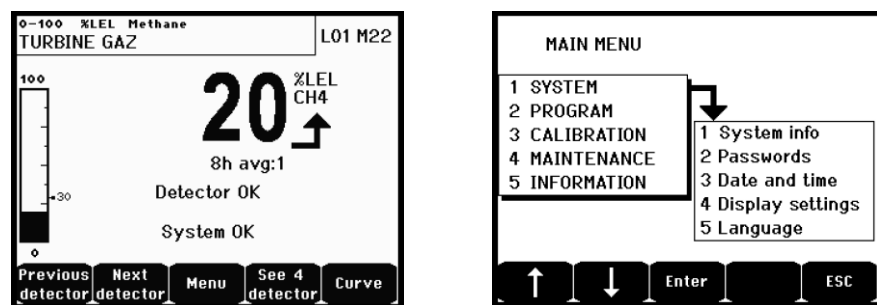 0-100 %LEL Methane
TURBINE GAZ
L01 M22
100
20
%LEL
CH4
8h avg:1
30
Detector OK
System OK
0
Previous detector
Next detector
Menu
See 4 detector
Curve
MAIN MENU
1 SYSTEM
2 PROGRAM
3 CALIBRATION
4 MAINTENANCE
5 INFORMATION
1 System info
2 Passwords
3 Date and time
4 Display settings
5 Language
Enter
ESC